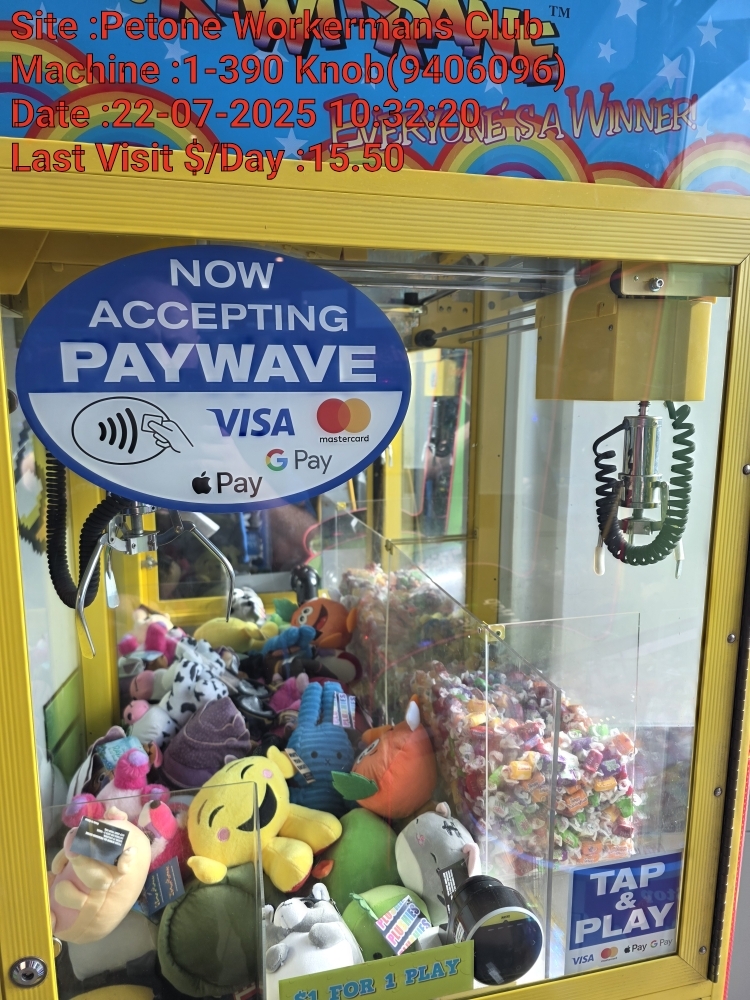 Site :Petone Workermans Club
Machine :1-390 Knob(9406096)
Date :22-07-2025 10:32:20
Last Visit $/Day :15.50
TM
EVERYONE'S A WINNER!
NOW
ACCEPTING
PAYWAVE
VISA
mastercard
G Pay
Pay
TAP
&
PLAY
VISA Pay G Pay
$1 FOR 1 PLAY